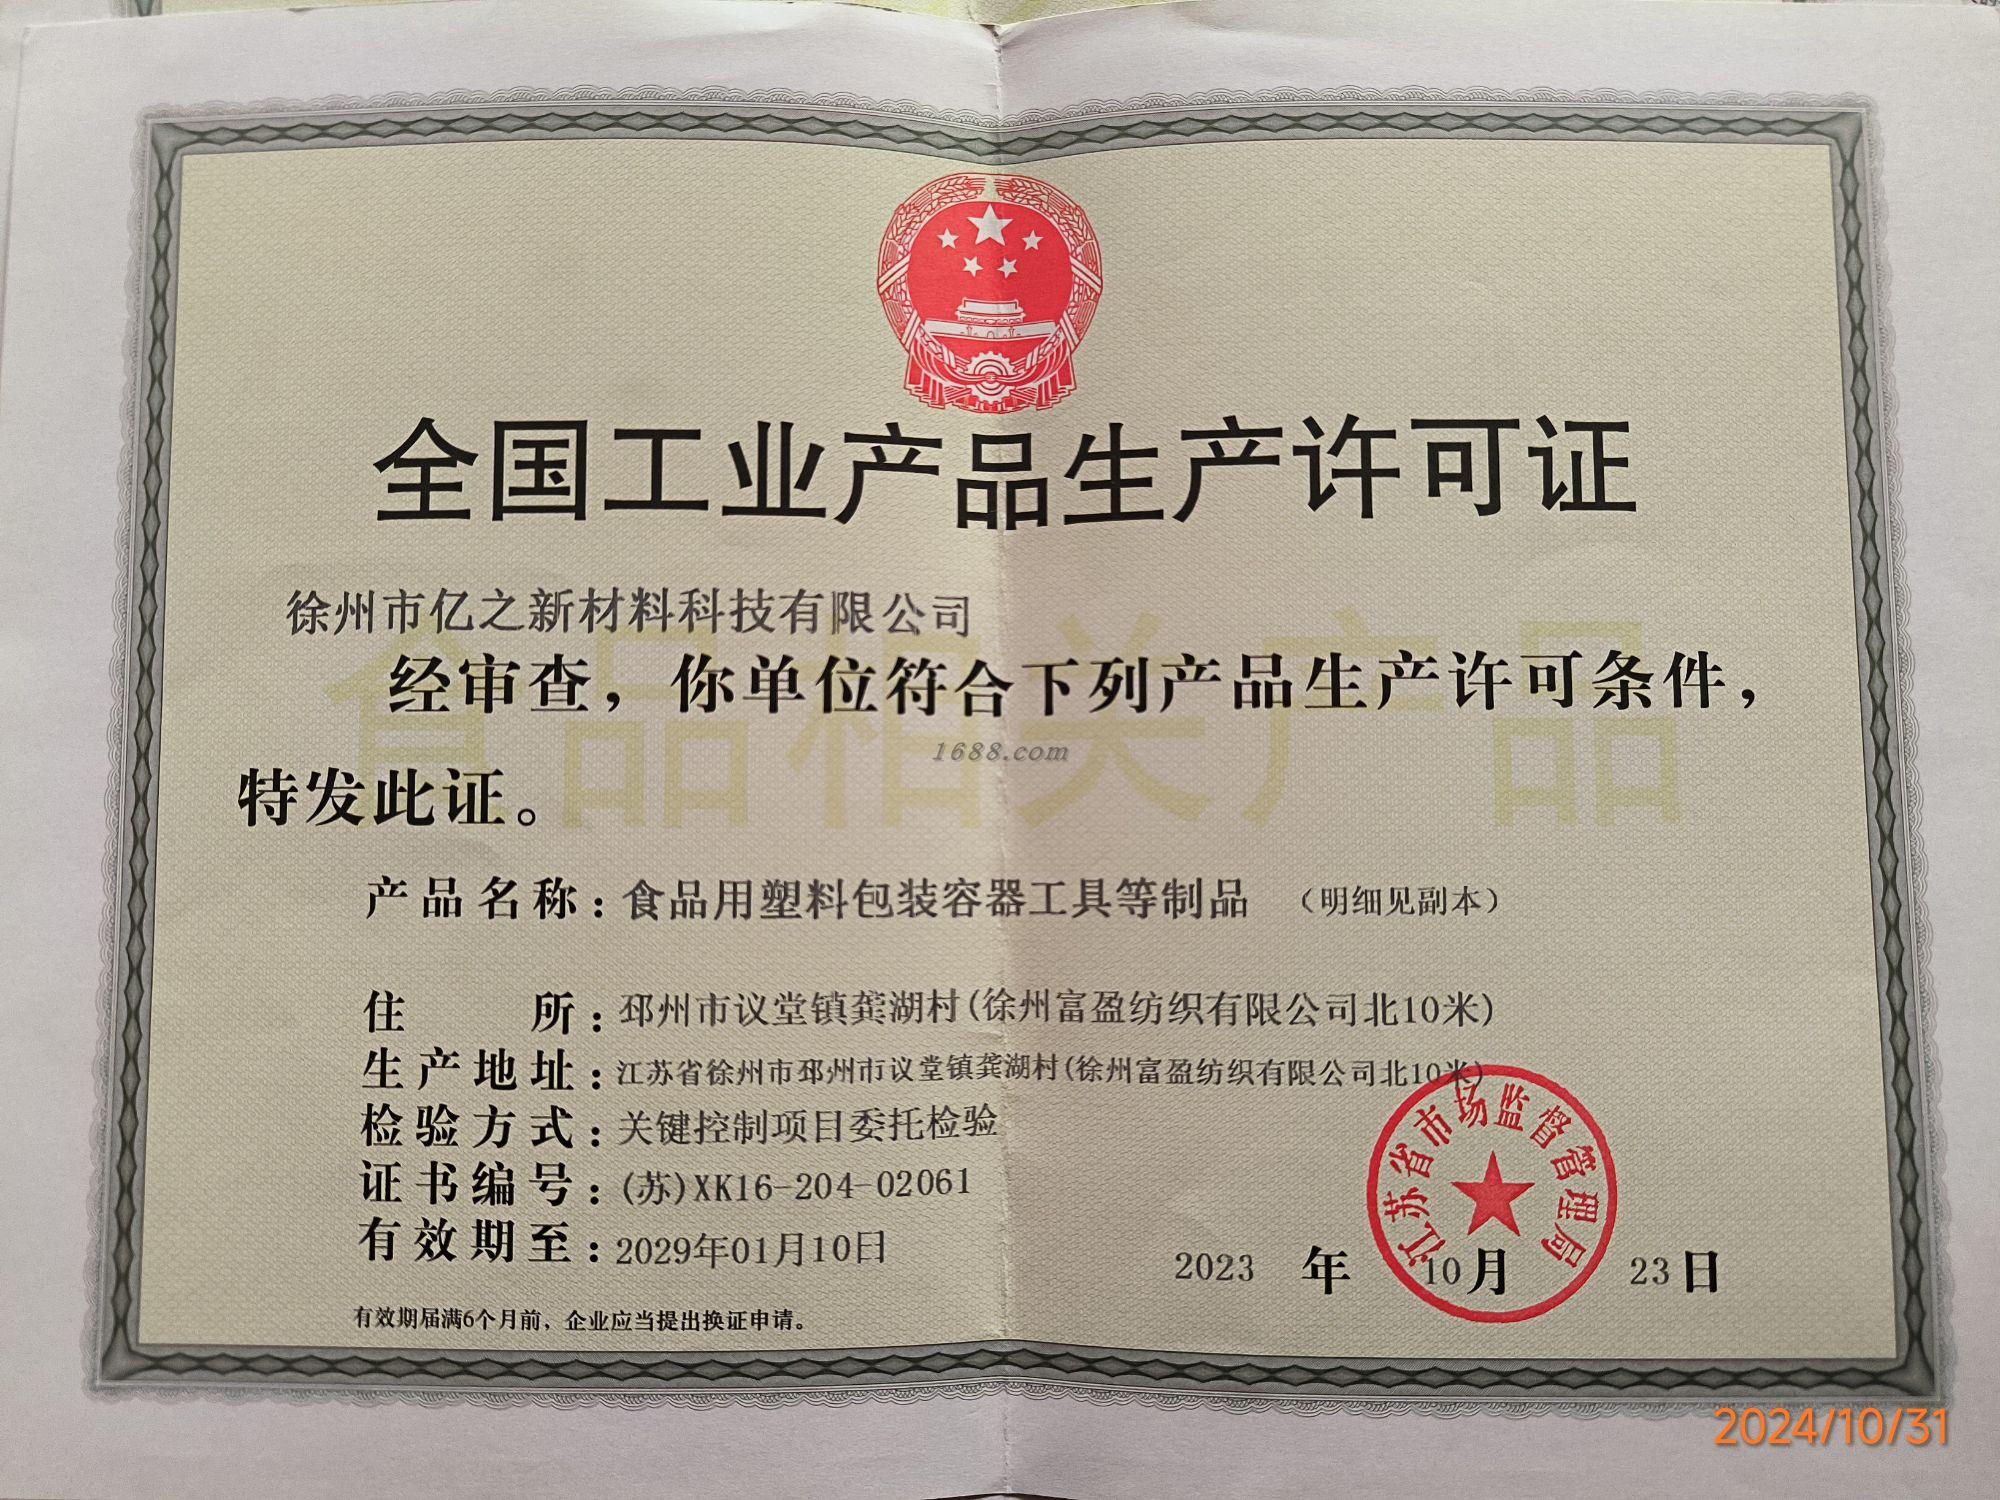 全国工业产品生产许可证
徐州市亿之新材料科技有限公司
经审查，你单位符合下列产品生产许可条件，
特发此证。
食品相关产品
1688.com
产品名称：食品用塑料包装容器工具等制品 （明细见副本）
住 所：邳州市议堂镇龚湖村(徐州富盈纺织有限公司北10米)
生产地址：江苏省徐州市邳州市议堂镇龚湖村(徐州富盈纺织有限公司北10米)
检验方式：关键控制项目委托检验
证书编号：(苏)XK16-204-02061
有效期至：2029年01月10日
江苏省市场监督管理局
2023 年 10月 23日
有效期届满6个月前，企业应当提出换证申请。
2024/10/31